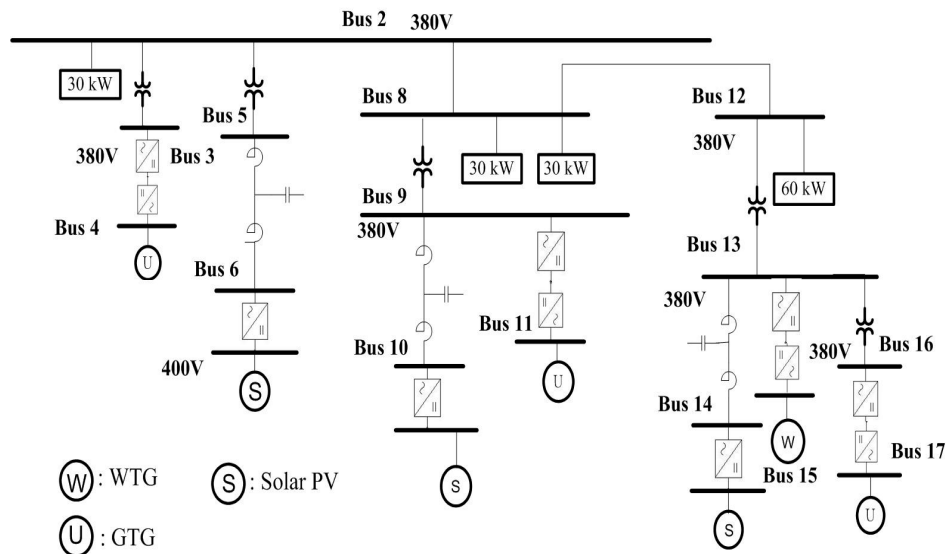 Bus 2
380V
30 kW
Bus 5
Bus 8
Bus 12
380V
Bus 3
380V
30 kW
30 kW
60 kW
Bus 4
Bus 9
380V
Bus 13
U
Bus 6
380V
400V
Bus 10
Bus 11
380V
Bus 16
S
U
Bus 14
W
Bus 15
Bus 17
W : WTG
S : Solar PV
S
S
U
U : GTG